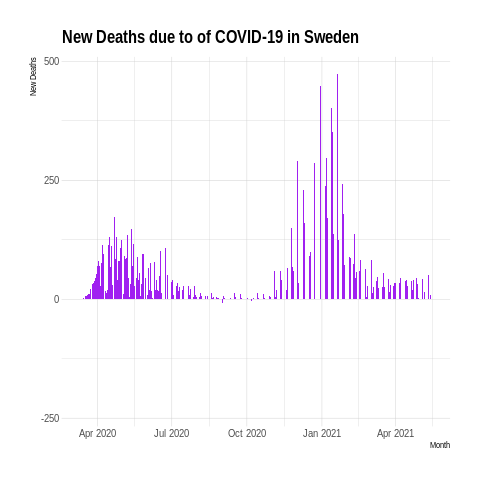 New Deaths due to of COVID-19 in Sweden
New Deaths
500
250
0
-250
Apr 2020 Jul 2020 Oct 2020 Jan 2021 Apr 2021
Month